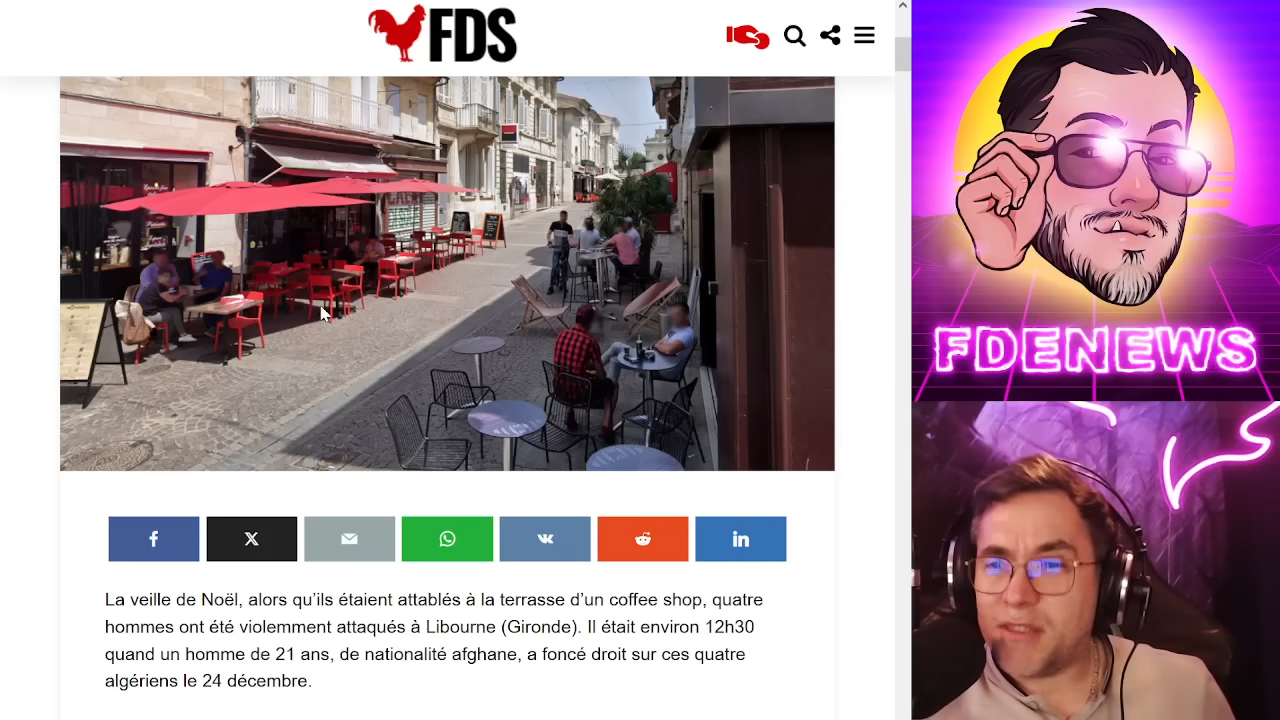 FDS
FDENEWS
La veille de Noël, alors qu'ils étaient attablés à la terrasse d'un coffee shop, quatre
hommes ont été violemment attaqués à Libourne (Gironde). Il était environ 12h30
quand un homme de 21 ans, de nationalité afghane, a foncé droit sur ces quatre
algériens le 24 décembre.